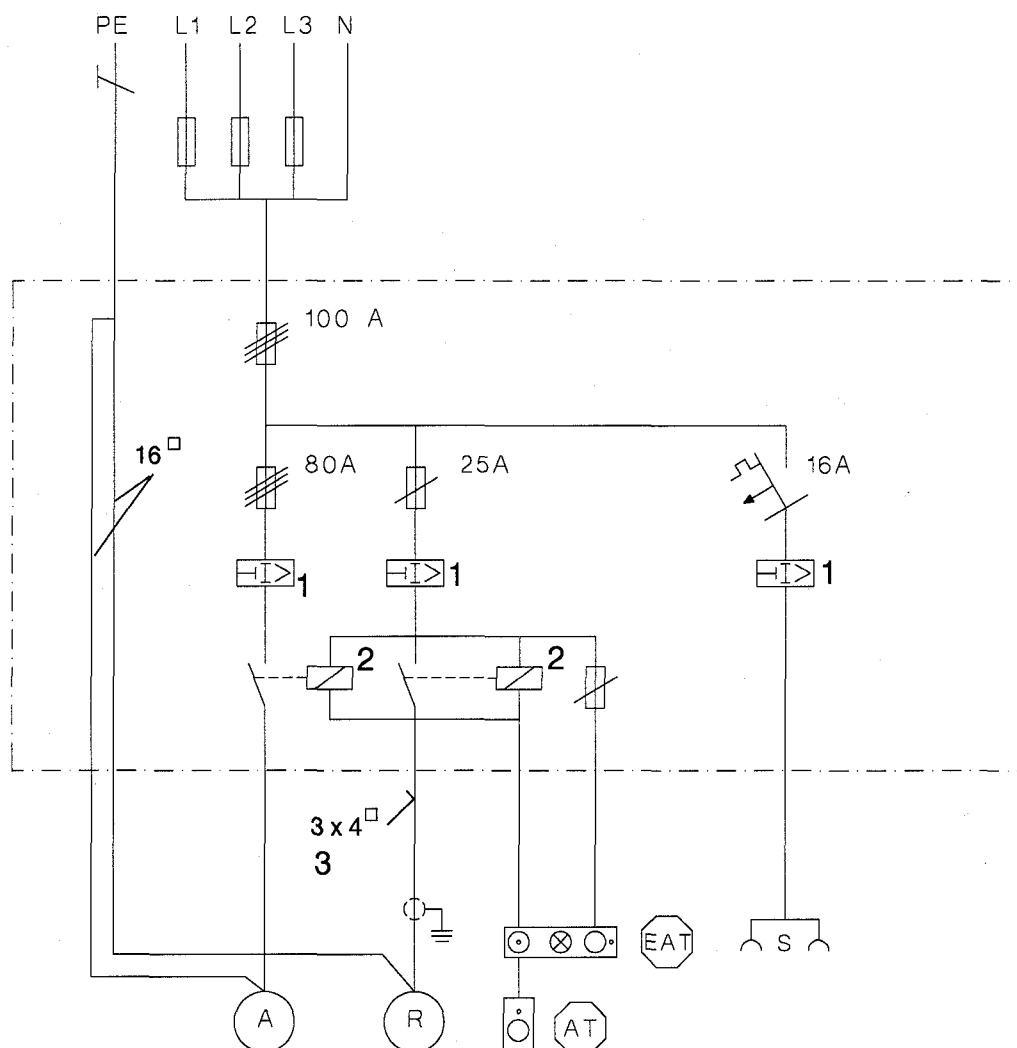 PE L1 L2 L3 N
100 A
16□ 80A 25A 16A
1 1 1
2 2
3 x 4□
3
EAT S
A R AT